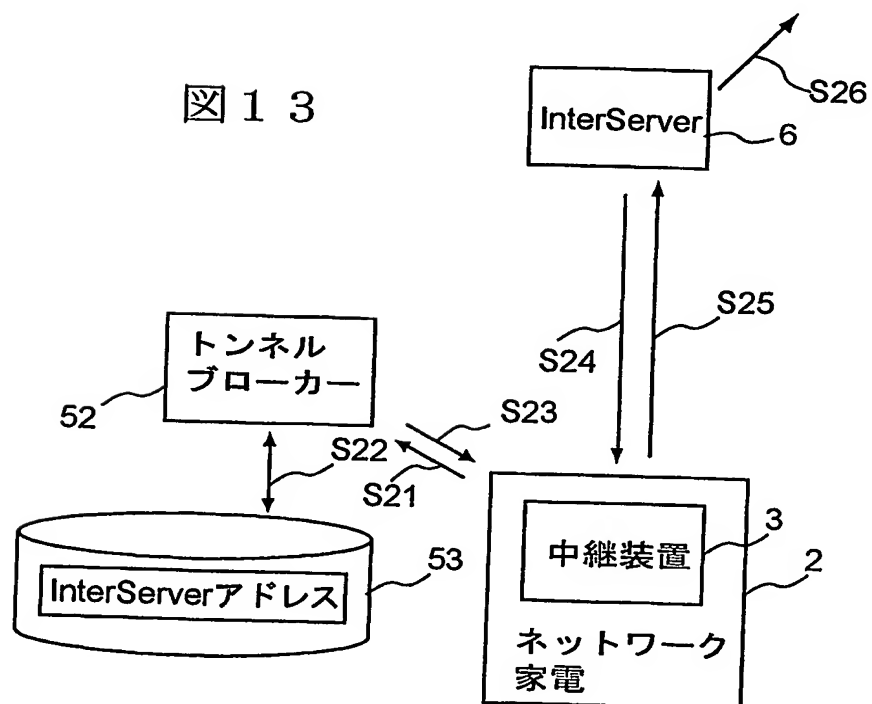 図１３
InterServer
6
S26
S24
S25
トンネル
ブローカー
52
S22
S23
S21
InterServerアドレス
53
中継装置
3
2
ネットワーク
家電